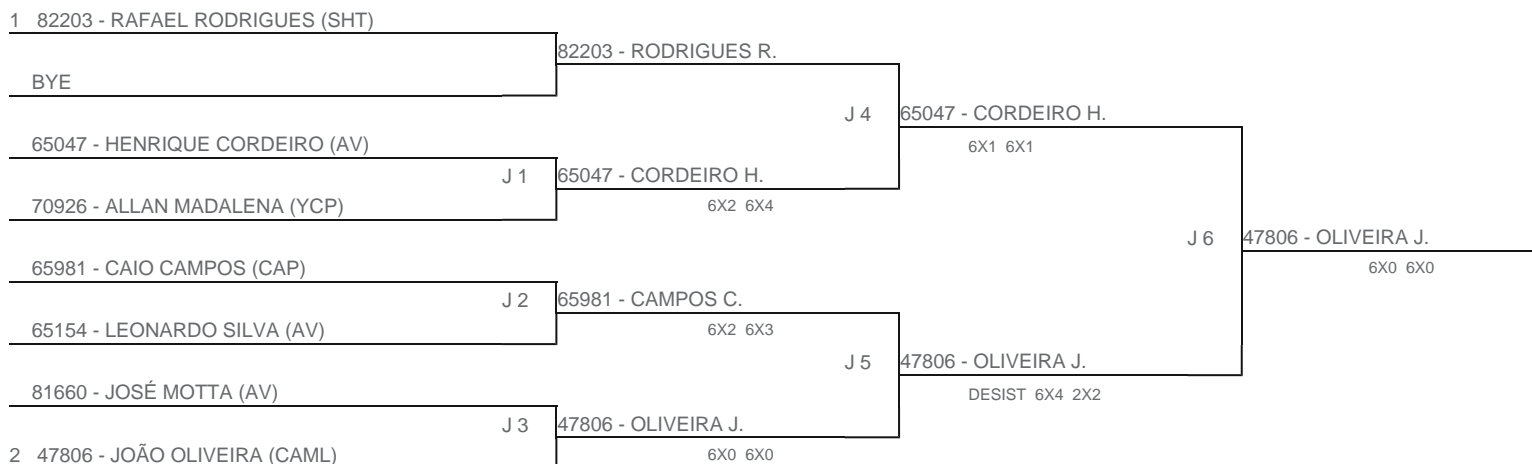 1 82203 - RAFAEL RODRIGUES (SHT)
82203 - RODRIGUES R.
BYE
J 4 65047 - CORDEIRO H.
65047 - HENRIQUE CORDEIRO (AV)
6X1 6X1
J 1 65047 - CORDEIRO H.
70926 - ALLAN MADALENA (YCP)
6X2 6X4
J 6 47806 - OLIVEIRA J.
65981 - CAIO CAMPOS (CAP)
6X0 6X0
J 2 65981 - CAMPOS C.
65154 - LEONARDO SILVA (AV)
6X2 6X3
J 5 47806 - OLIVEIRA J.
81660 - JOSÉ MOTTA (AV)
DESIST 6X4 2X2
J 3 47806 - OLIVEIRA J.
2 47806 - JOÃO OLIVEIRA (CAML)
6X0 6X0